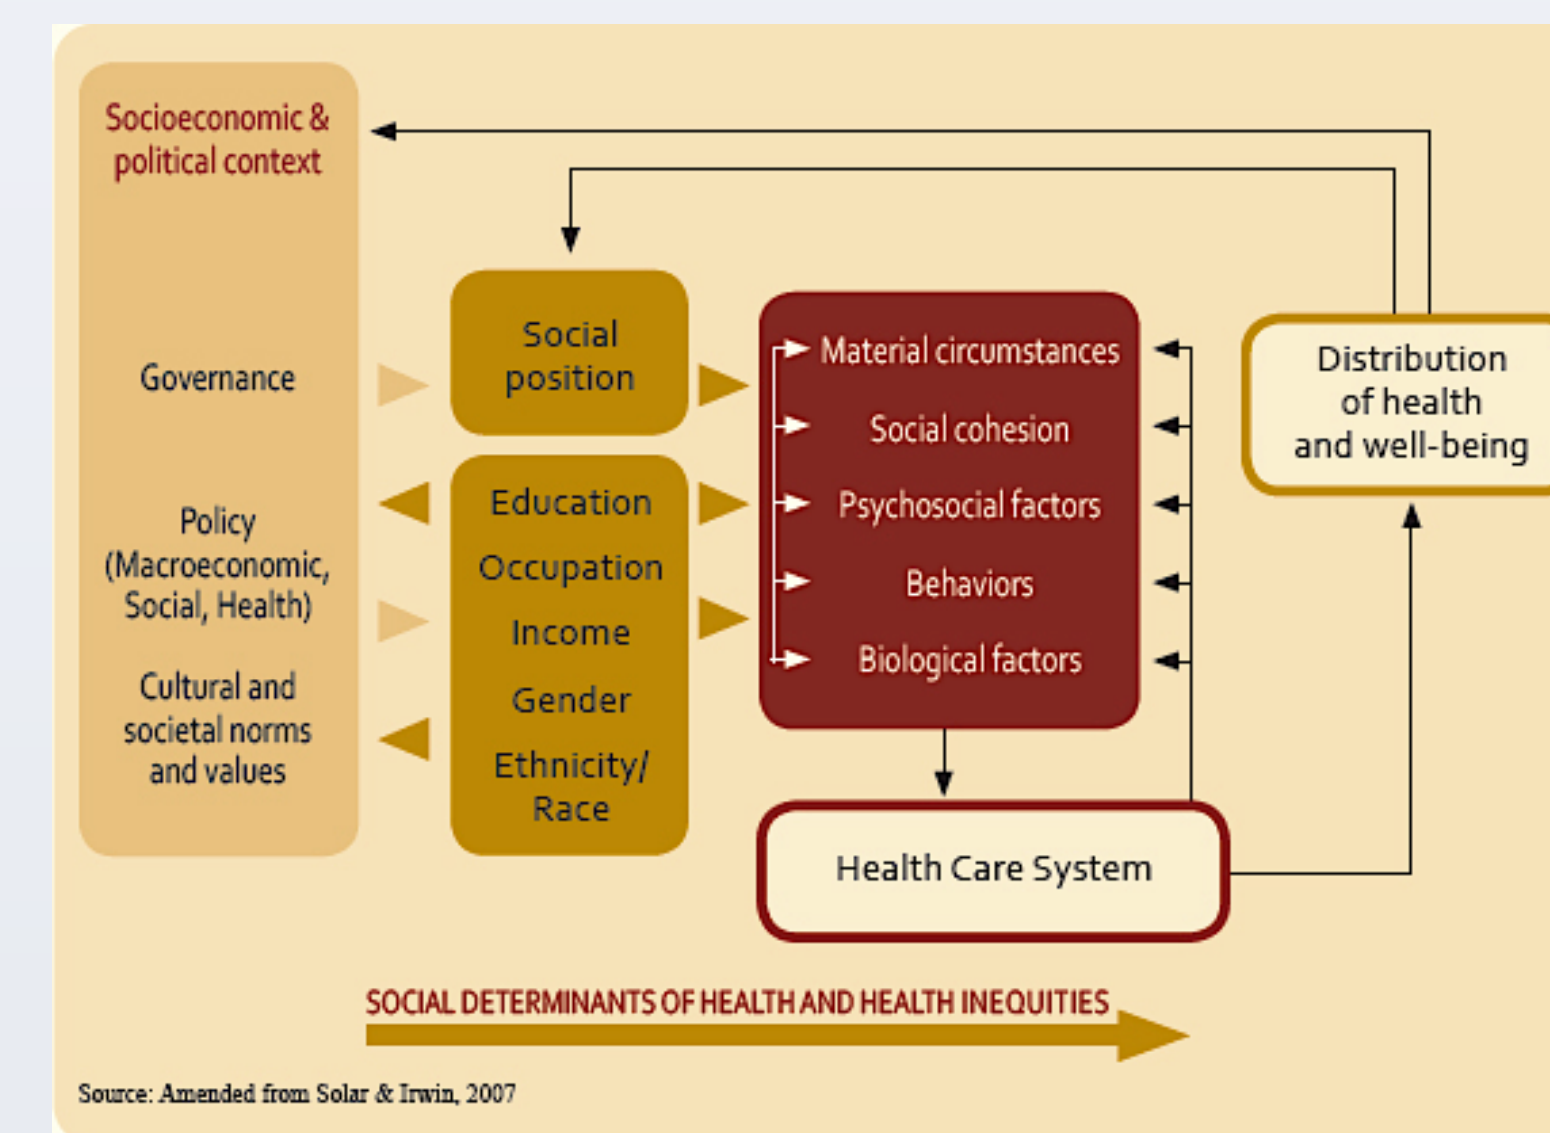 Socioeconomic &
political context
Governance
Policy
(Macroeconomic,
Social, Health)
Cultural and
societal norms
and values
Social
position
Education
Occupation
Income
Gender
Ethnicity/
Race
Material circumstances
Social cohesion
Psychosocial factors
Behaviors
Biological factors
Distribution
of health
and well-being
Health Care System
SOCIAL DETERMINANTS OF HEALTH AND HEALTH INEQUITIES
Source: Amended from Solar & Irwin, 2007